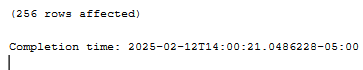 (256 rows affected)
Completion time: 2025-02-12T14:00:21.0486228-05:00